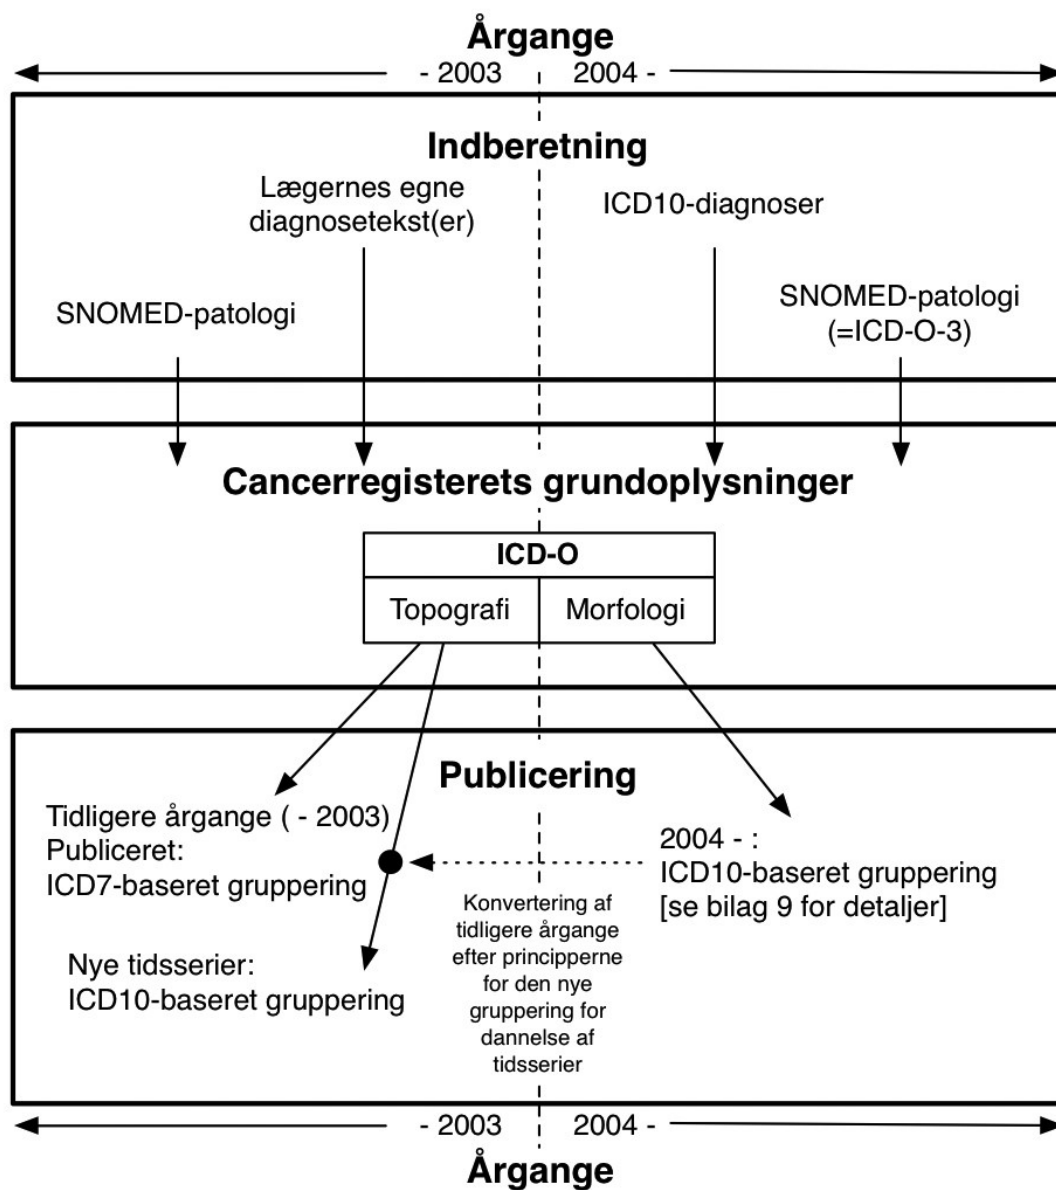 Årgange
- 2003
2004 -
Indberetning
Lægernes egne
diagnosetekst(er)
ICD10-diagnoser
SNOMED-patologi
SNOMED-patologi
(=ICD-O-3)
Cancerregisterets grundoplysninger
ICD-O
Topografi
Morfologi
Publicering
Tidligere årgange ( - 2003)
Publiceret:
ICD7-baseret gruppering
2004 - :
ICD10-baseret gruppering
[se bilag 9 for detaljer]
Konvertering af
tidligere årgange
efter principperne
for den nye
gruppering for
dannelse af
tidsserier
Nye tidsserier:
ICD10-baseret gruppering
- 2003
2004 -
Årgange